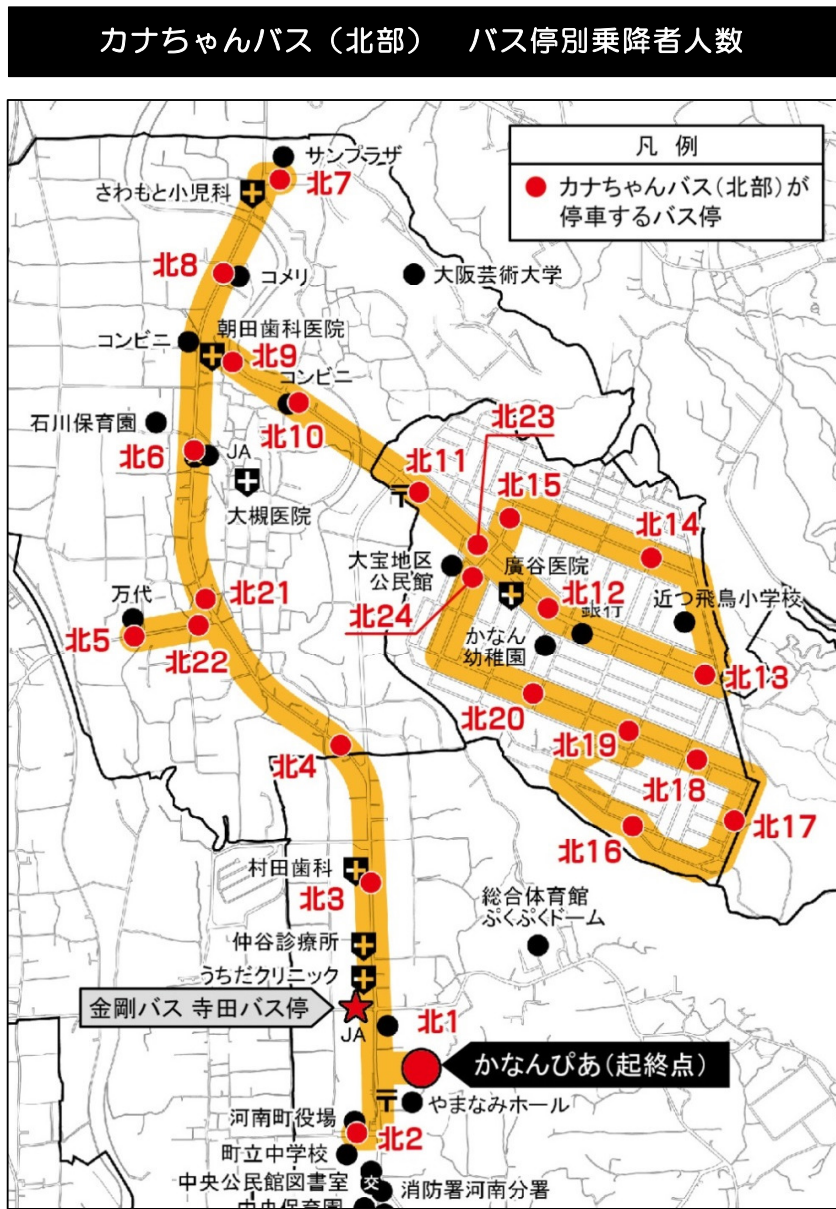 カナちゃんバス（北部）　バス停別乗降者人数
凡 例
カナちゃんバス(北部)が
停車するバス停
サンプラザ
北7
さわもと小児科
北8
コメリ
大阪芸術大学
コンビニ
朝田歯科医院
北9
コンビニ
北10
石川保育園
北6
JA
大槻医院
北23
北11
〒
北15
北14
大宝地区
公民館
廣谷医院
北24
北12
銀行
近つ飛鳥小学校
かなん
幼稚園
北13
万代
北21
北5
北22
北20
北19
北18
北4
北16
北17
村田歯科
北3
総合体育館
ぷくぷくドーム
仲谷診療所
うちだクリニック
金剛バス 寺田バス停
JA
北1
かなんぴあ(起終点)
〒
やまなみホール
河南町役場
北2
町立中学校
中央公民館図書室
交
消防署河南分署
中央保育園